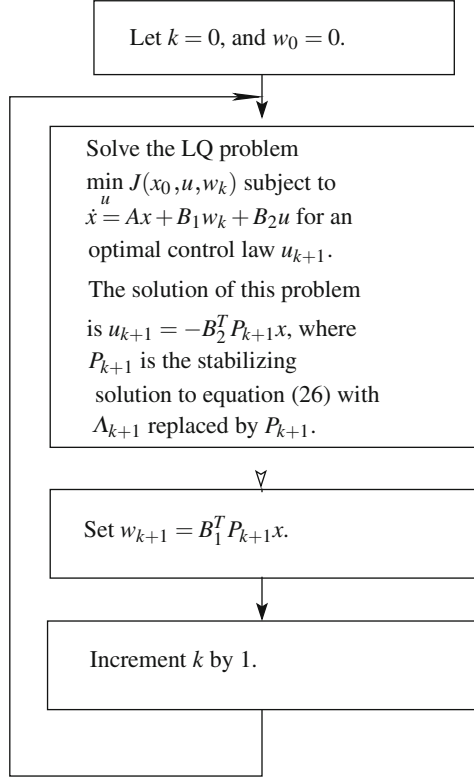 Let k = 0, and w₀ = 0.
Solve the LQ problem
min J(x₀,u,w_k) subject to
u
ẋ = Ax + B₁w_k + B₂u for an
optimal control law u_{k+1}.
The solution of this problem
is u_{k+1} = −B₂ᵀP_{k+1}x, where
P_{k+1} is the stabilizing
solution to equation (26) with
Λ_{k+1} replaced by P_{k+1}.
Set w_{k+1} = B₁ᵀP_{k+1}x.
Increment k by 1.